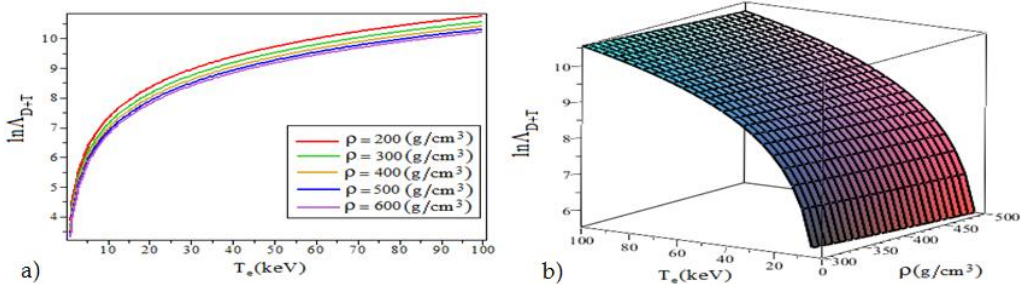 10
9
8
7
6
5
4
lnΛD+T
ρ = 200 (g/cm³)
ρ = 300 (g/cm³)
ρ = 400 (g/cm³)
ρ = 500 (g/cm³)
ρ = 600 (g/cm³)
10 20 30 40 50 60 70 80 90 100
Te(keV)
a)
10
9
8
7
6
lnΛD+T
100 80 60 40 20 0
Te(keV)
300 350 400 450 500
ρ(g/cm³)
b)